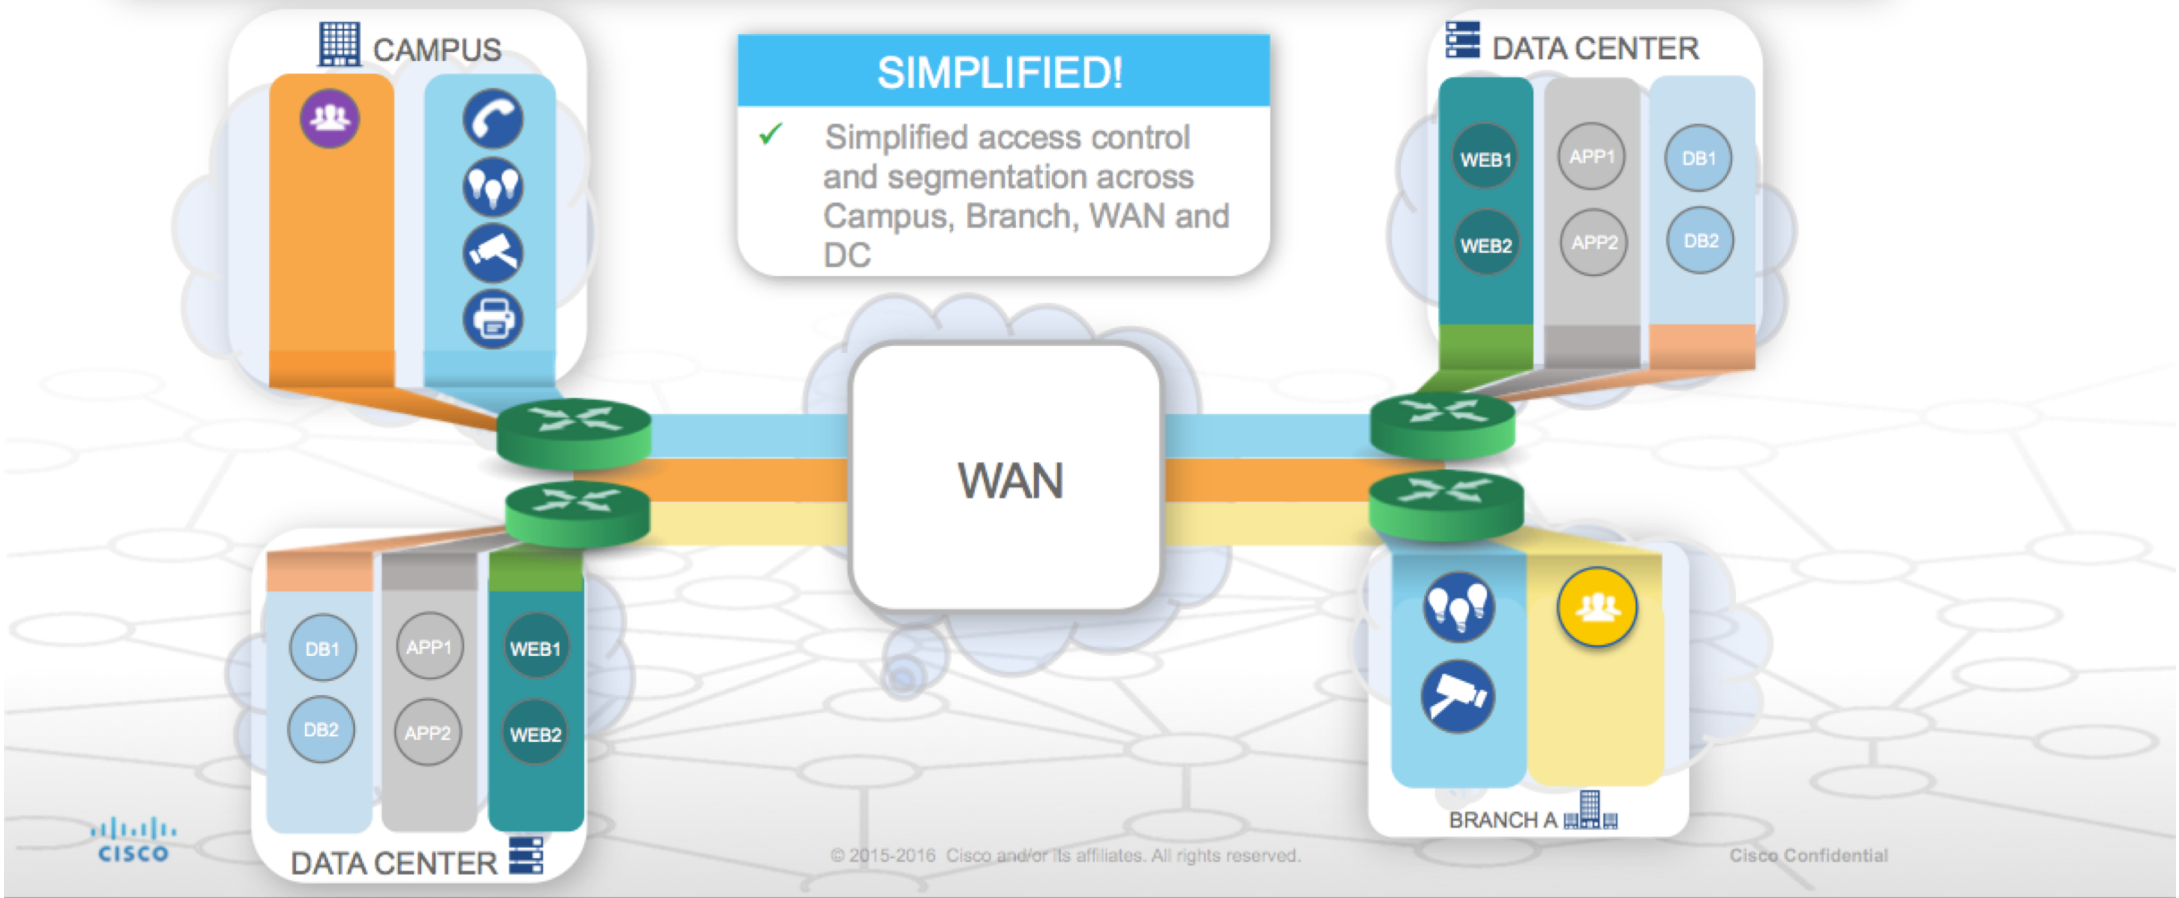 CAMPUS
SIMPLIFIED!
✓ Simplified access control
and segmentation across
Campus, Branch, WAN and
DC
DATA CENTER
WEB1 APP1 DB1
WEB2 APP2 DB2
WAN
DB1 APP1 WEB1
DB2 APP2 WEB2
DATA CENTER
BRANCH A
CISCO
© 2015-2016 Cisco and/or its affiliates. All rights reserved.
Cisco Confidential